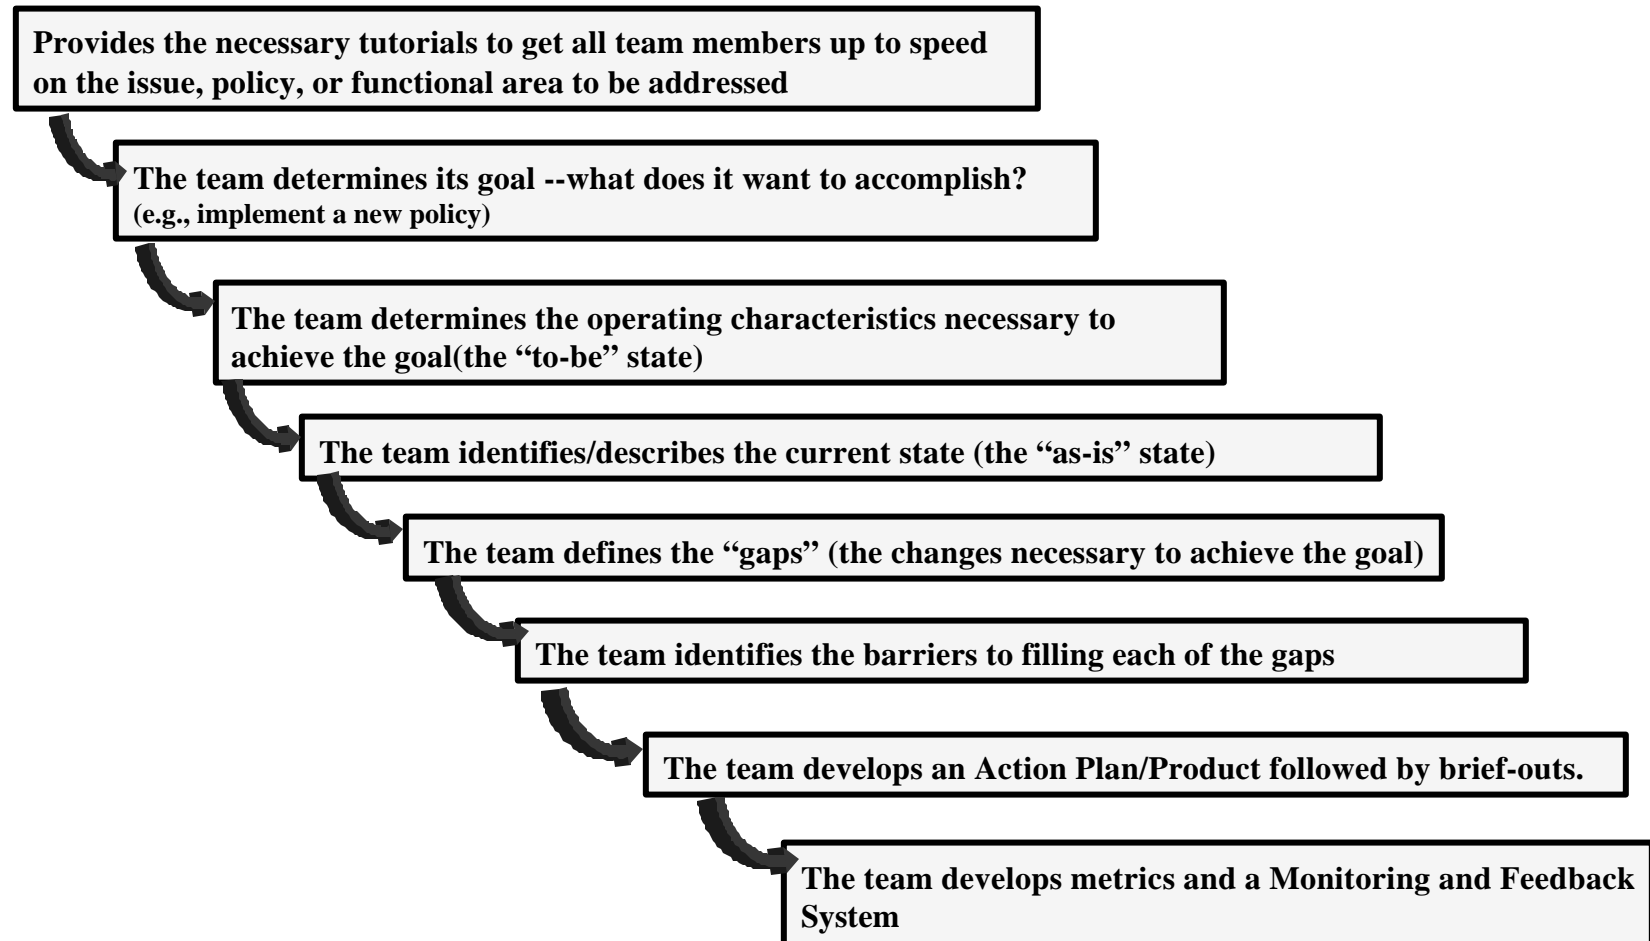 Provides the necessary tutorials to get all team members up to speed
on the issue, policy, or functional area to be addressed
The team determines its goal --what does it want to accomplish?
(e.g., implement a new policy)
The team determines the operating characteristics necessary to
achieve the goal(the “to-be” state)
The team identifies/describes the current state (the “as-is” state)
The team defines the “gaps” (the changes necessary to achieve the goal)
The team identifies the barriers to filling each of the gaps
The team develops an Action Plan/Product followed by brief-outs.
The team develops metrics and a Monitoring and Feedback
System